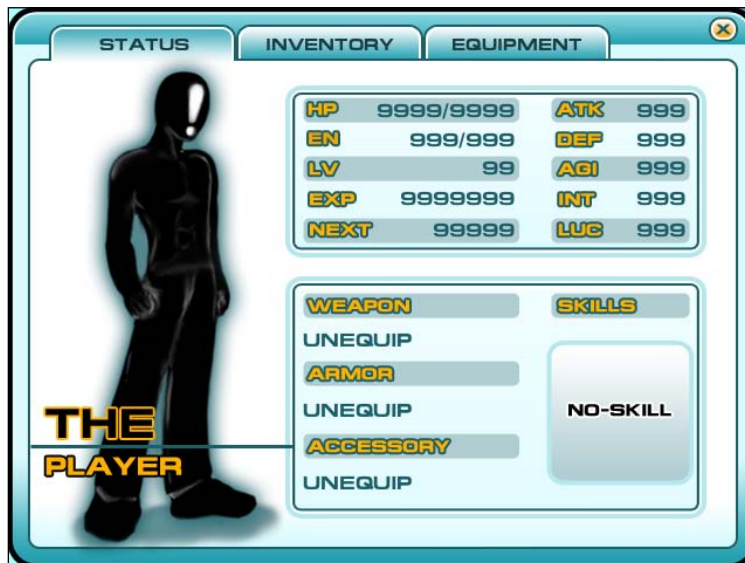 STATUS INVENTORY EQUIPMENT
HP 9999/9999 ATK 999
EN 999/999 DEF 999
LV 99 AGI 999
EXP 9999999 INT 999
NEXT 99999 LUC 999
WEAPON SKILLS
UNEQUIP
ARMOR
UNEQUIP
NO-SKILL
ACCESSORY
UNEQUIP
THE
PLAYER